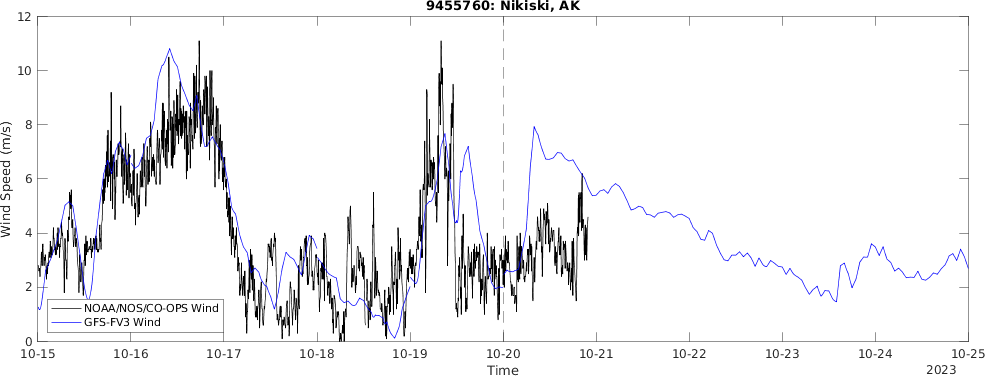 9455760: Nikiski, AK
Wind Speed (m/s)
12
10
8
6
4
2
0
NOAA/NOS/CO-OPS Wind
GFS-FV3 Wind
10-15 10-16 10-17 10-18 10-19 10-20 10-21 10-22 10-23 10-24 10-25
Time
2023